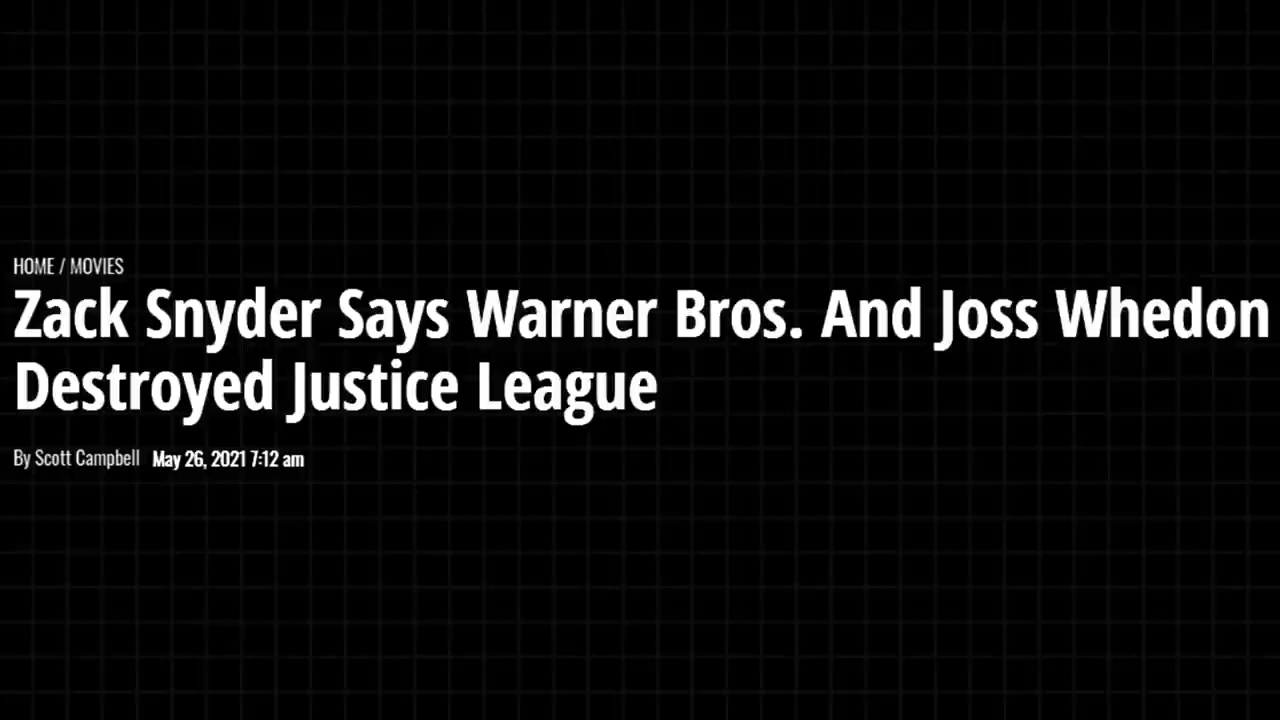 HOME / MOVIES
Zack Snyder Says Warner Bros. And Joss Whedon
Destroyed Justice League
By Scott Campbell May 26, 2021 7:12 am